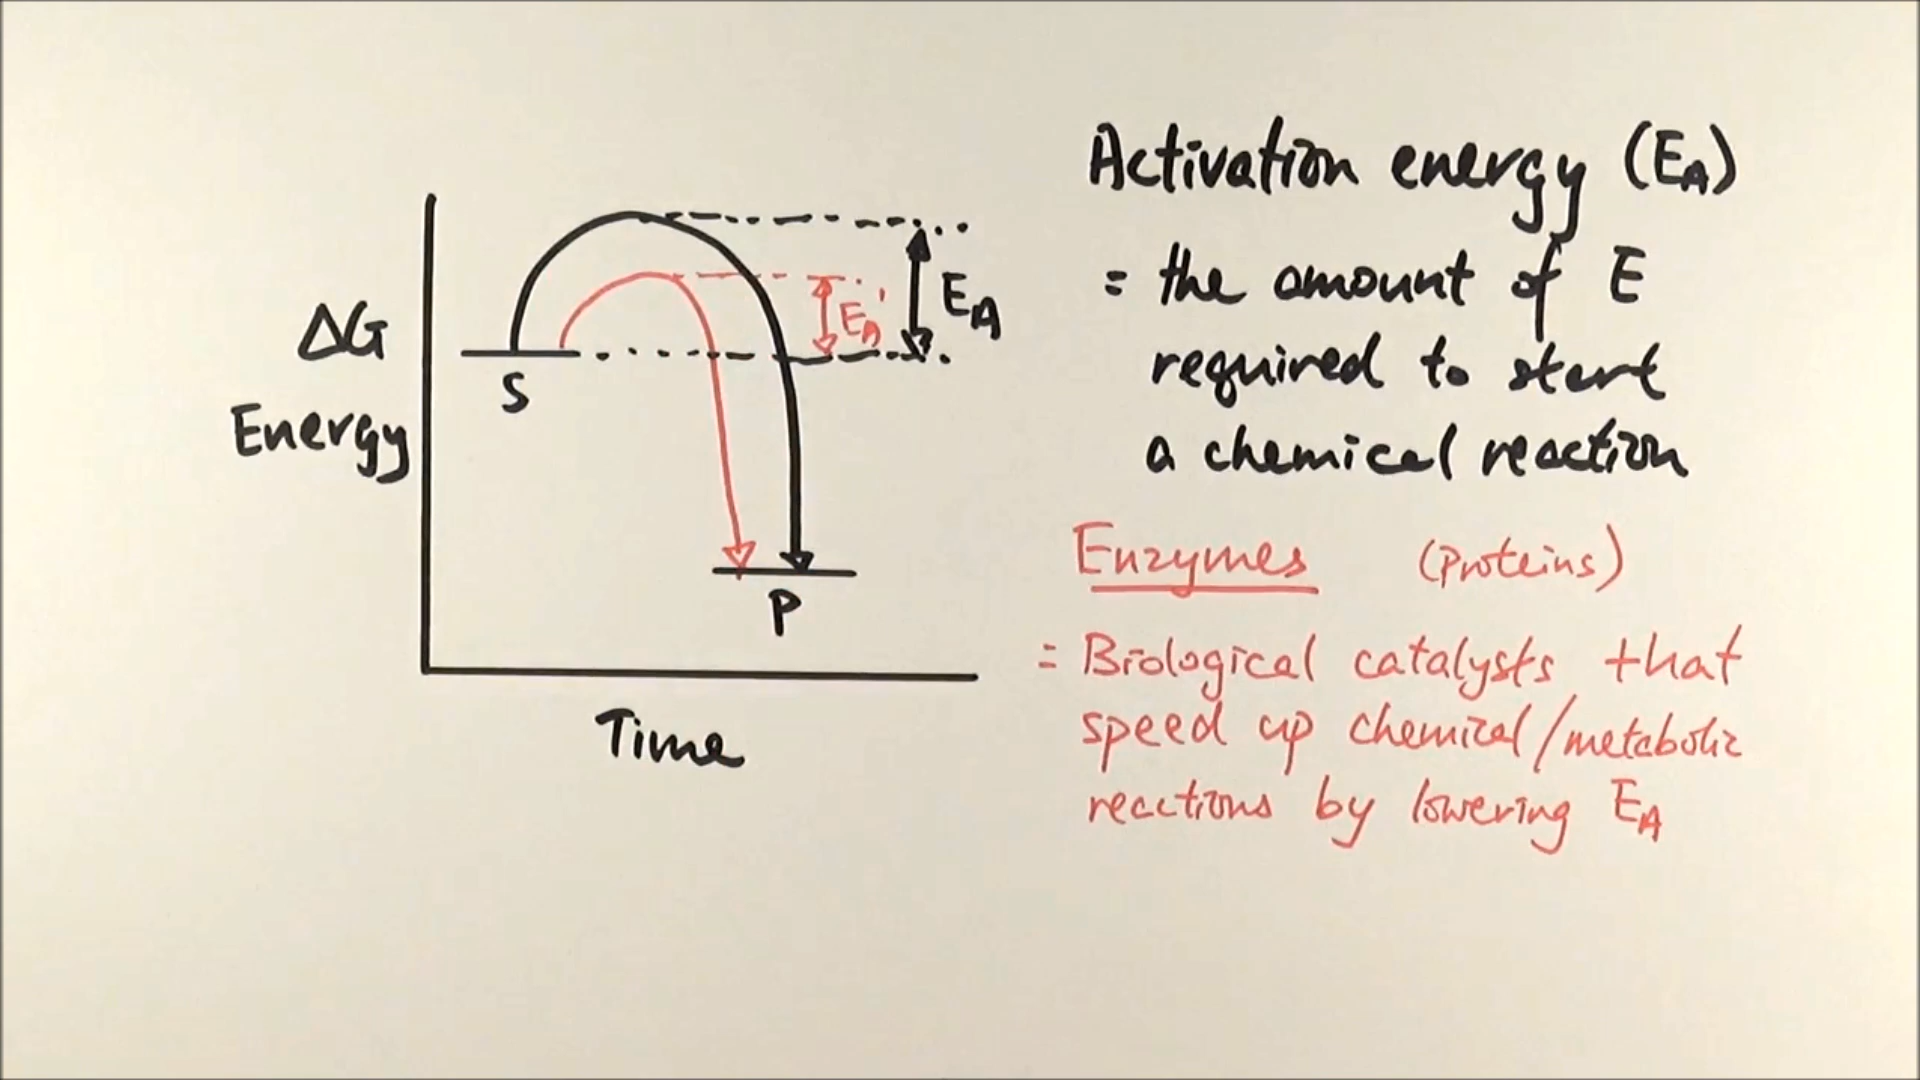 Activation energy (EA)
= the amount of E
required to start
a chemical reaction
Enzymes (Proteins)
= Biological catalysts that
speed up chemical/metabolic
reactions by lowering EA
ΔG
Energy
S
P
EA'
EA
Time